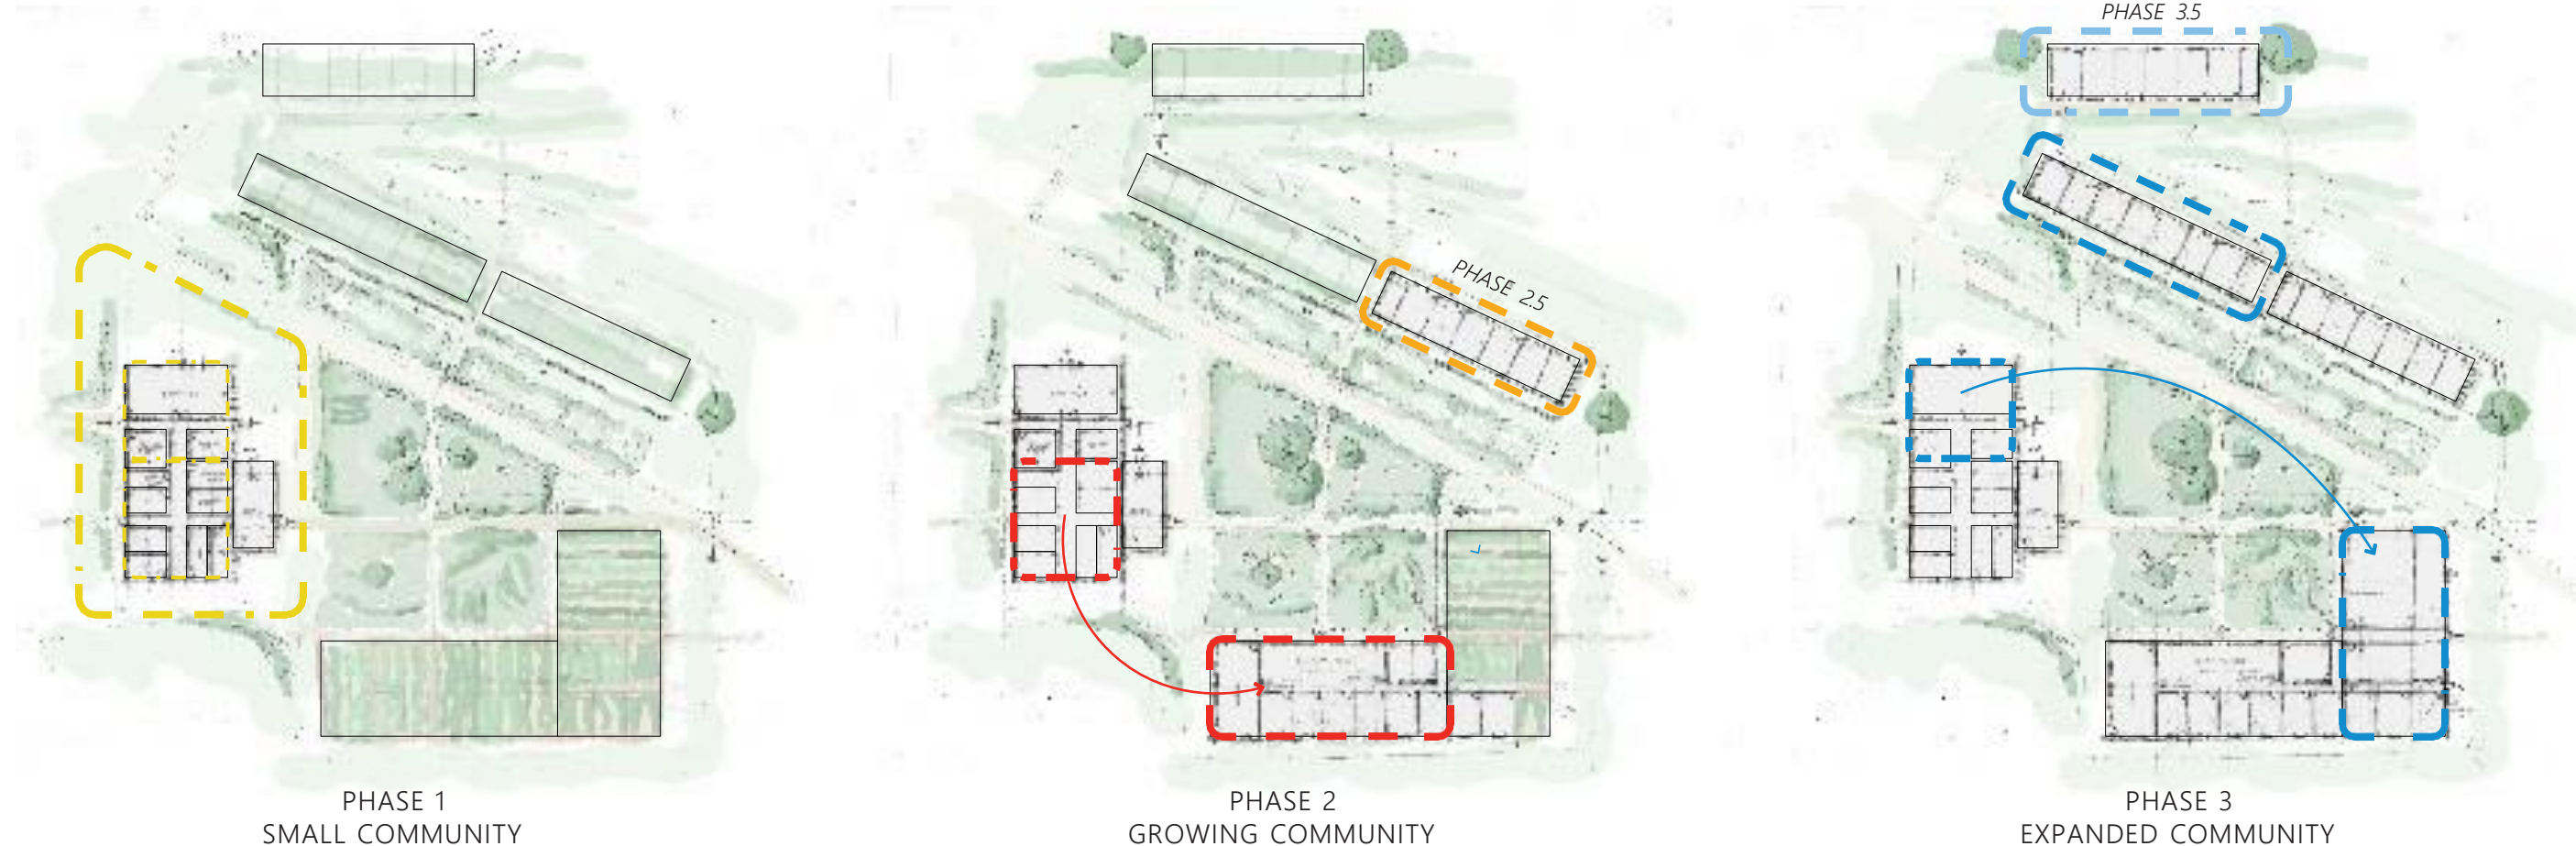 PHASE 3.5
PHASE 2.5
PHASE 1
SMALL COMMUNITY
PHASE 2
GROWING COMMUNITY
PHASE 3
EXPANDED COMMUNITY